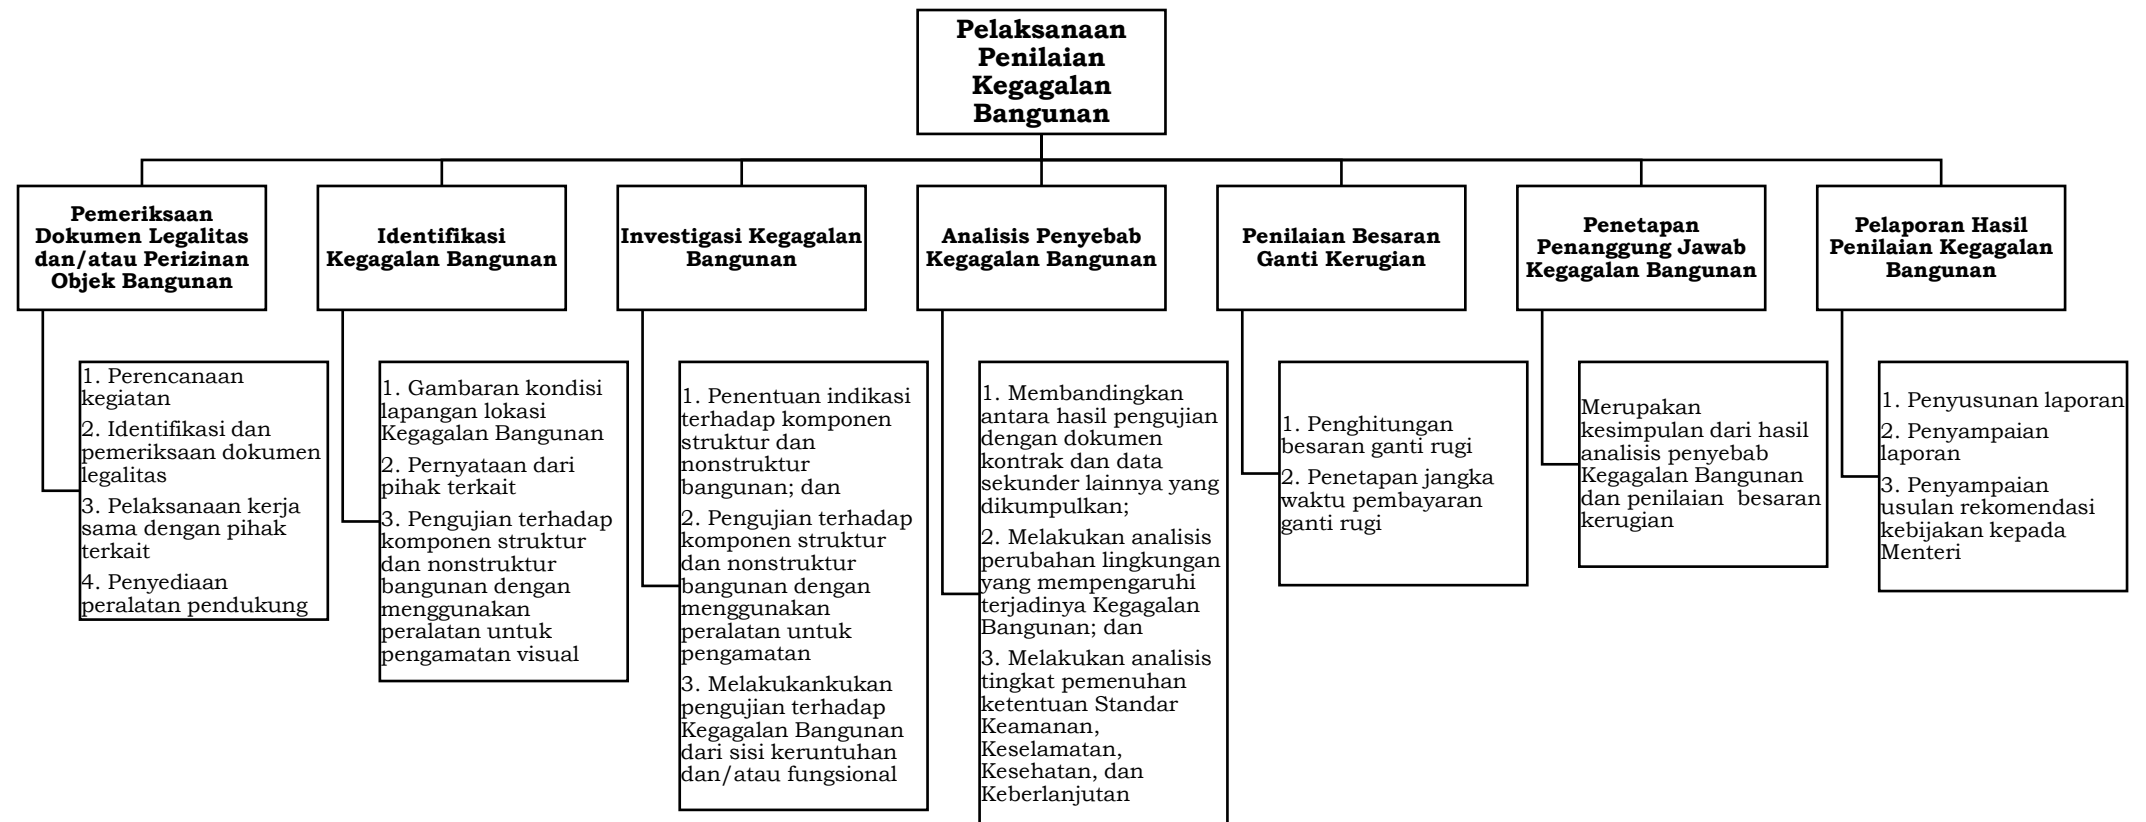 Pelaksanaan
Penilaian
Kegagalan
Bangunan
Pemeriksaan
Dokumen Legalitas
dan/atau Perizinan
Objek Bangunan
1. Perencanaan
kegiatan
2. Identifikasi dan
pemeriksaan dokumen
legalitas
3. Pelaksanaan kerja
sama dengan pihak
terkait
4. Penyediaan
peralatan pendukung
Identifikasi
Kegagalan Bangunan
1. Gambaran kondisi
lapangan lokasi
Kegagalan Bangunan
2. Pernyataan dari
pihak terkait
3. Pengujian terhadap
komponen struktur
dan nonstruktur
bangunan dengan
menggunakan
peralatan untuk
pengamatan visual
Investigasi Kegagalan
Bangunan
1. Penentuan indikasi
terhadap komponen
struktur dan
nonstruktur
bangunan; dan
2. Pengujian terhadap
komponen struktur
dan nonstruktur
bangunan dengan
menggunakan
peralatan untuk
pengamatan
3. Melakukankukan
pengujian terhadap
Kegagalan Bangunan
dari sisi keruntuhan
dan/atau fungsional
Analisis Penyebab
Kegagalan Bangunan
1. Membandingkan
antara hasil pengujian
dengan dokumen
kontrak dan data
sekunder lainnya yang
dikumpulkan;
2. Melakukan analisis
perubahan lingkungan
yang mempengaruhi
terjadinya Kegagalan
Bangunan; dan
3. Melakukan analisis
tingkat pemenuhan
ketentuan Standar
Keamanan,
Keselamatan,
Kesehatan, dan
Keberlanjutan
Penilaian Besaran
Ganti Kerugian
1. Penghitungan
besaran ganti rugi
2. Penetapan jangka
waktu pembayaran
ganti rugi
Penetapan
Penanggung Jawab
Kegagalan Bangunan
Merupakan
kesimpulan dari hasil
analisis penyebab
Kegagalan Bangunan
dan penilaian besaran
kerugian
Pelaporan Hasil
Penilaian Kegagalan
Bangunan
1. Penyusunan laporan
2. Penyampaian
laporan
3. Penyampaian
usulan rekomendasi
kebijakan kepada
Menteri